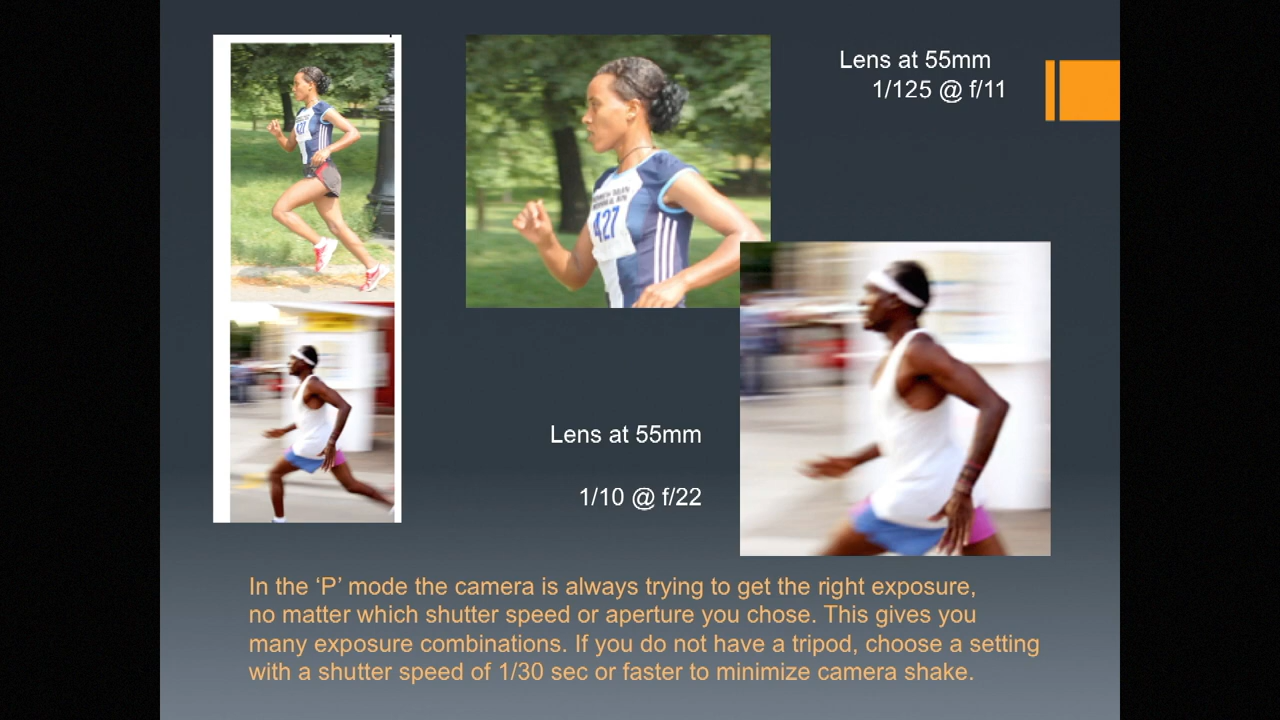 Lens at 55mm
1/125 @ f/11
427
427
Lens at 55mm
1/10 @ f/22
In the ‘P’ mode the camera is always trying to get the right exposure,
no matter which shutter speed or aperture you chose. This gives you
many exposure combinations. If you do not have a tripod, choose a setting
with a shutter speed of 1/30 sec or faster to minimize camera shake.